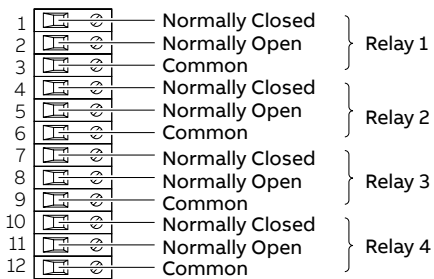 1 Normally Closed
2 Normally Open Relay 1
3 Common
4 Normally Closed
5 Normally Open Relay 2
6 Common
7 Normally Closed
8 Normally Open Relay 3
9 Common
10 Normally Closed
11 Normally Open Relay 4
12 Common